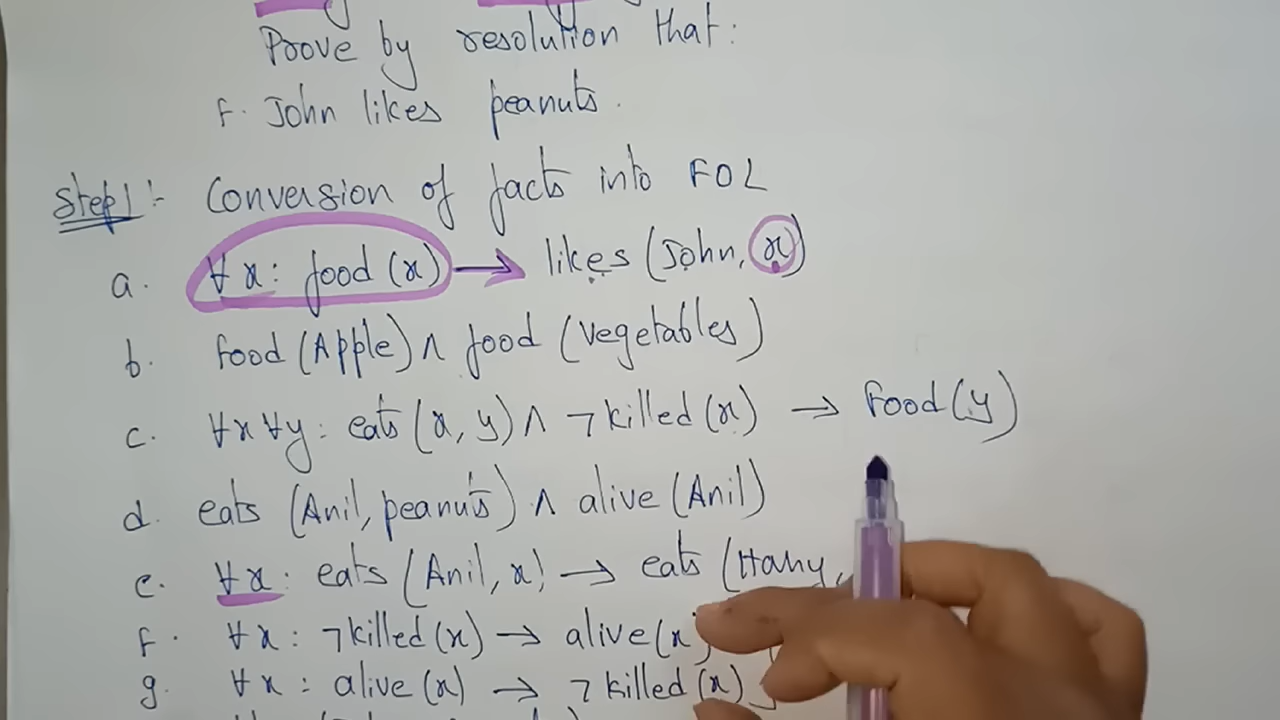 Prove by resolution that:
F. John likes peanuts.
Step1:- Conversion of facts into FOL
a. ∀x: food(x) → likes (John, x)
b. food (Apple) ∧ food (Vegetables)
c. ∀x ∀y: eats (x, y) ∧ ¬killed (x) → Food (y)
d. eats (Anil, peanuts) ∧ alive (Anil)
e. ∀x: eats (Anil, x) → eats (Harry,
F. ∀x: ¬killed (x) → alive (x)
g. ∀x: alive (x) → ¬killed (x)